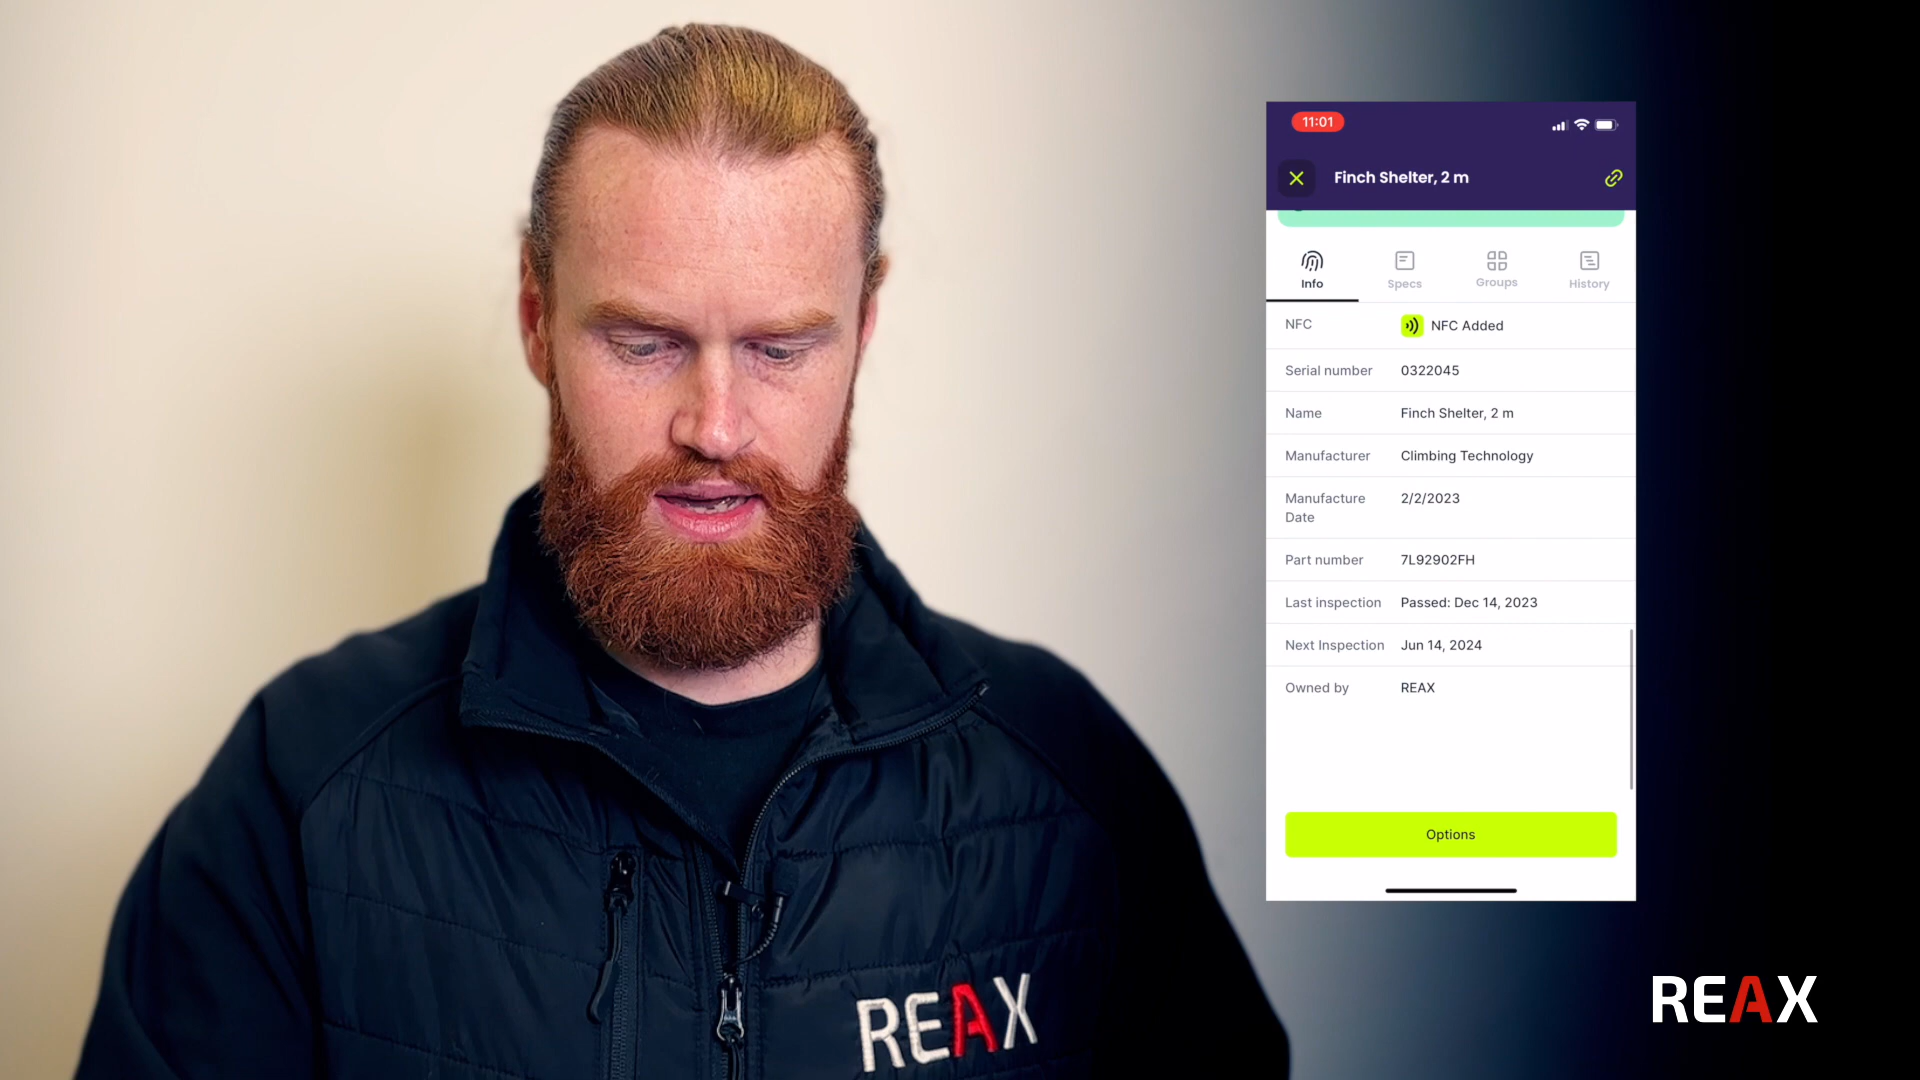 11:01
Finch Shelter, 2 m
Info
Specs
Groups
History
NFC
NFC Added
Serial number
0322045
Name
Finch Shelter, 2 m
Manufacturer
Climbing Technology
Manufacture
Date
2/2/2023
Part number
7L92902FH
Last inspection
Passed: Dec 14, 2023
Next Inspection
Jun 14, 2024
Owned by
REAX
Options
REAX
REAX